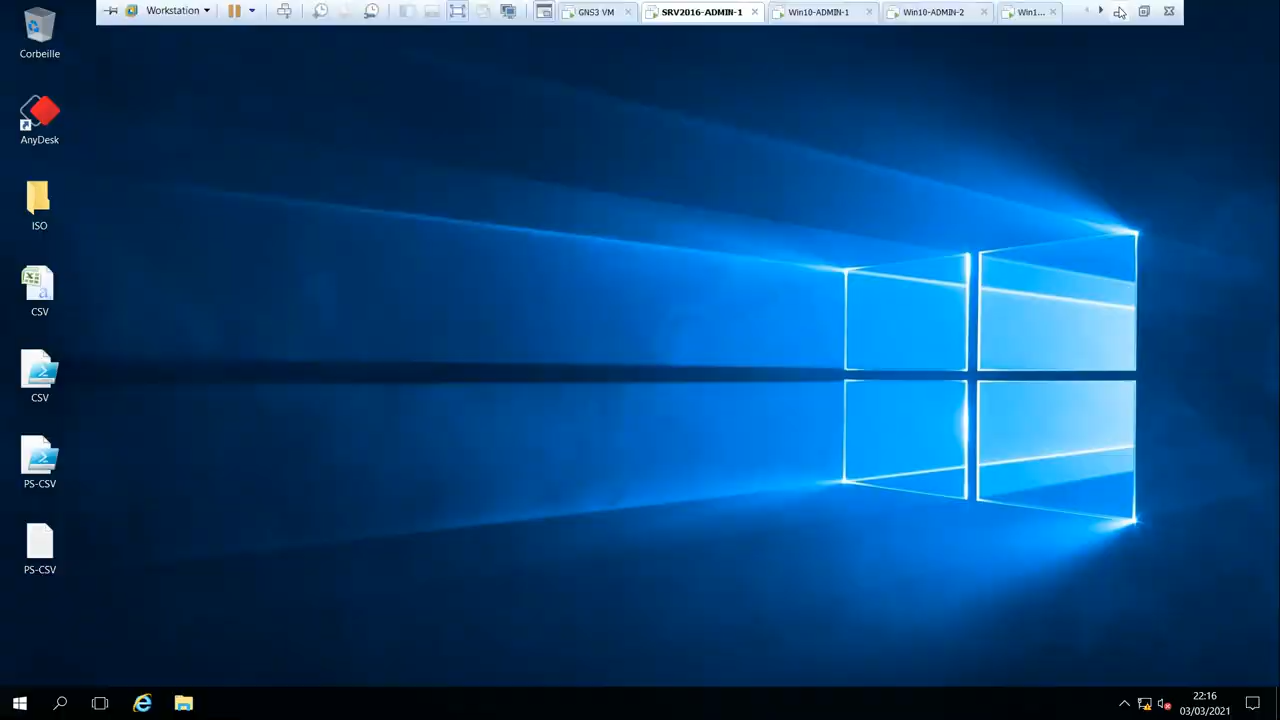 Workstation
GNS3 VM
SRV2016-ADMIN-1
Win10-ADMIN-1
Win10-ADMIN-2
Win1...
Corbeille
AnyDesk
ISO
CSV
CSV
PS-CSV
PS-CSV
22:16
03/03/2021